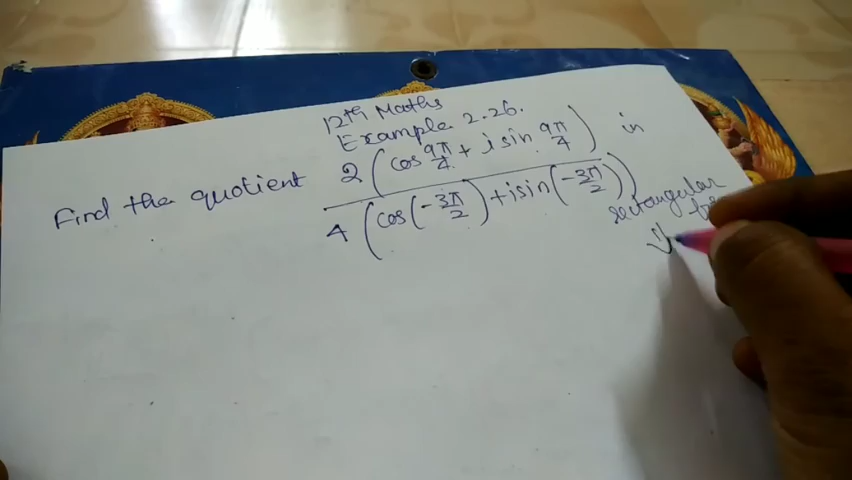 12th Maths
Example 2.26.
Find the quotient 2 (cos 9π/4 + i sin 9π/4) / 4 (cos(-3π/2) + i sin(-3π/2)) in
rectangular